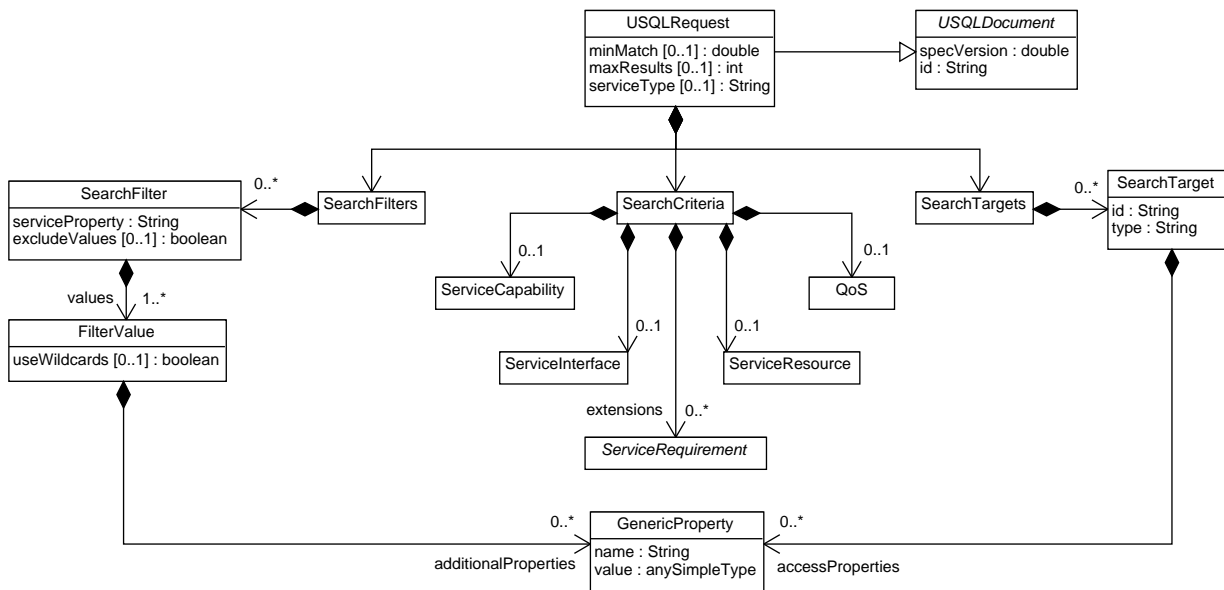 USQLRequest
minMatch [0..1] : double
maxResults [0..1] : int
serviceType [0..1] : String
USQLDocument
specVersion : double
id : String
SearchFilter
serviceProperty : String
excludeValues [0..1] : boolean
0..*
SearchFilters
SearchCriteria
SearchTargets
0..*
SearchTarget
id : String
type : String
0..1
ServiceCapability
0..1
QoS
values
1..*
FilterValue
useWildcards [0..1] : boolean
0..1
ServiceInterface
0..1
ServiceResource
extensions
0..*
ServiceRequirement
0..*
additionalProperties
GenericProperty
name : String
value : anySimpleType
0..*
accessProperties